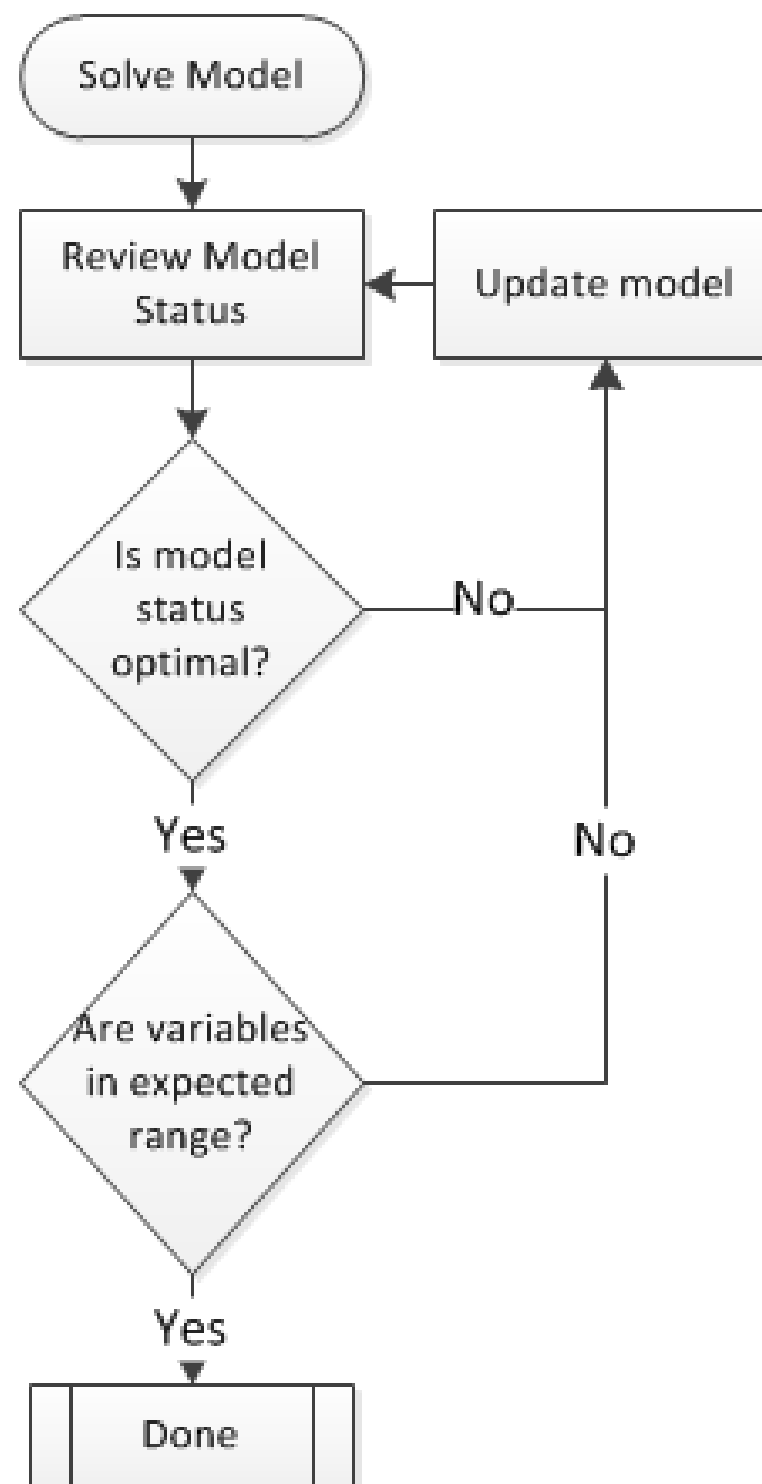 Solve Model
Review Model
Status
Update model
Is model
status
optimal?
No
Yes
No
Are variables
in expected
range?
Yes
Done